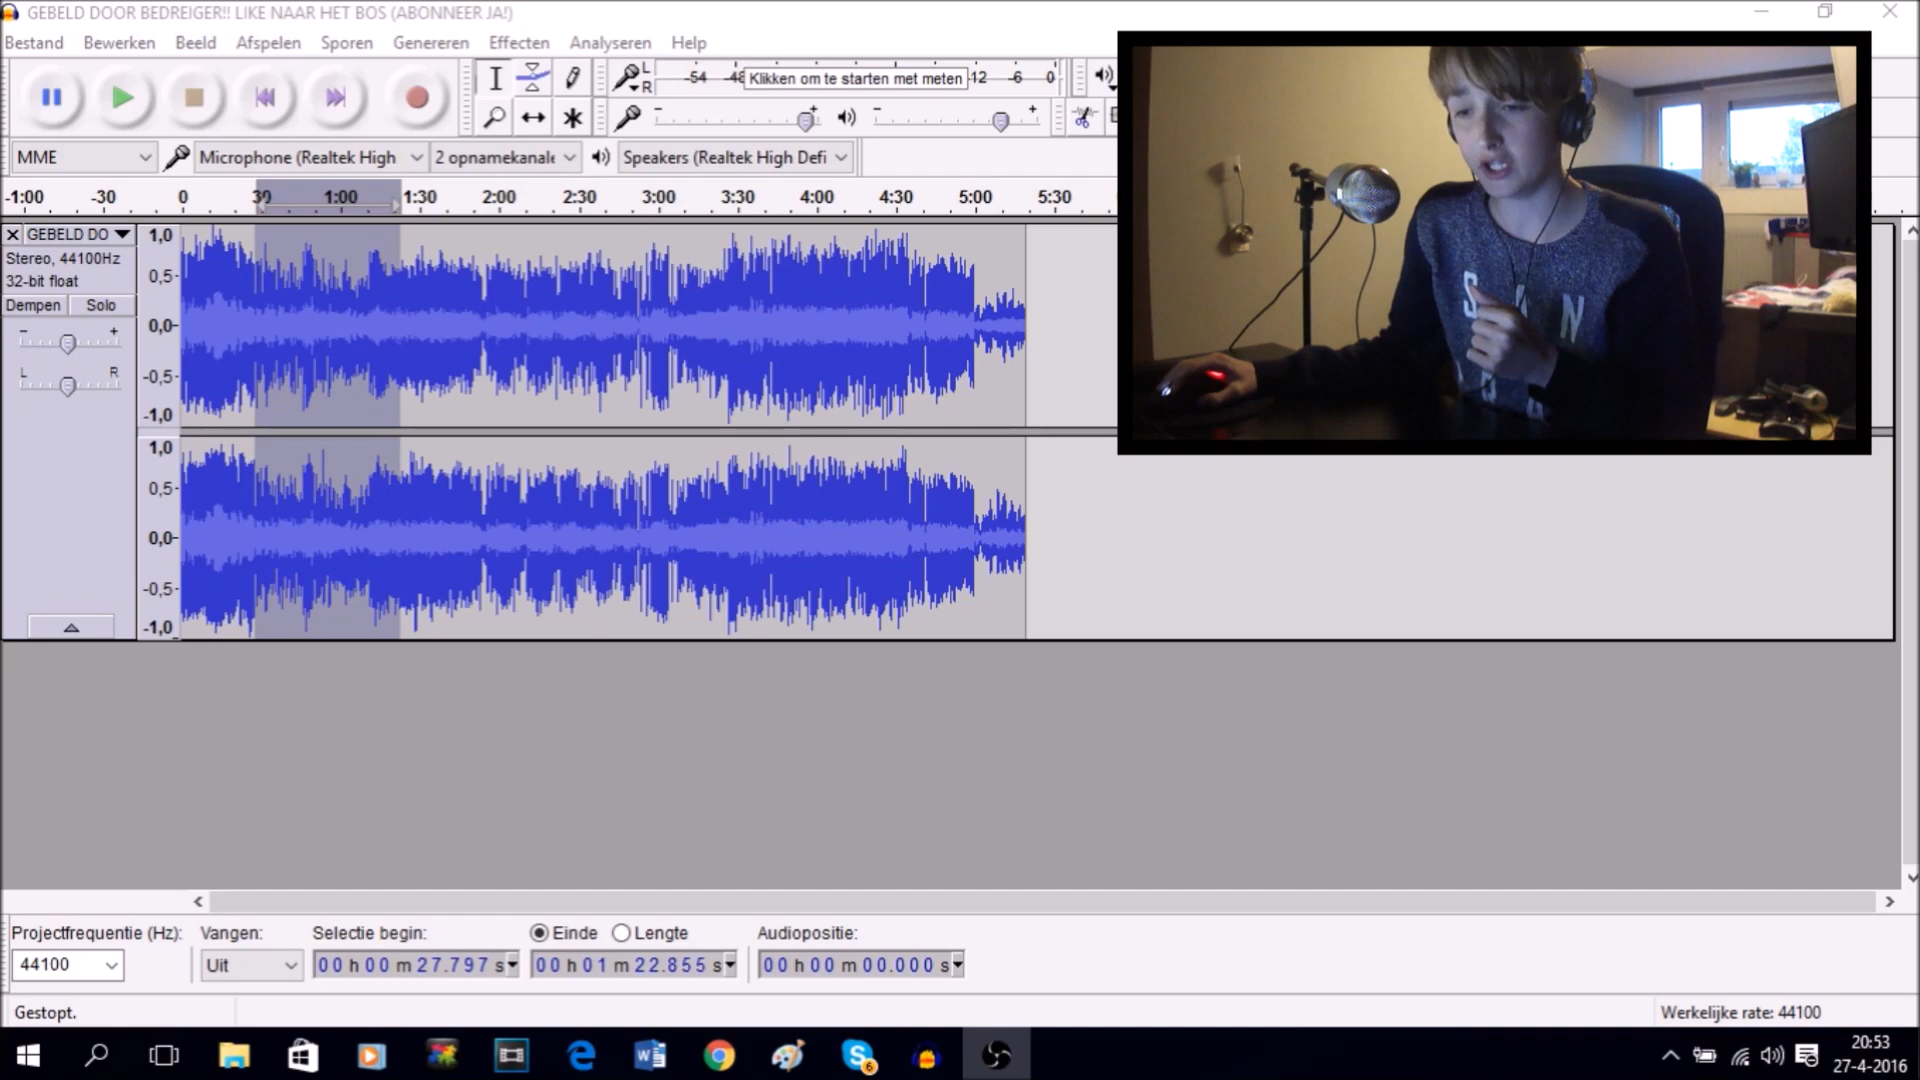 GEBELD DOOR BEDREIGER!! LIKE NAAR HET BOS (ABONNEER JA!)
Bestand Bewerken Beeld Afspelen Sporen Genereren Effecten Analyseren Help
L
R
-54 -48 Klikken om te starten met meten -12 -6 0
- + - +
MME Microphone (Realtek High 2 opnamekanale Speakers (Realtek High Defi
-1:00 -30 0 30 1:00 1:30 2:00 2:30 3:00 3:30 4:00 4:30 5:00 5:30
GEBELD DO
Stereo, 44100Hz
32-bit float
Dempen Solo
- +
L R
1,0
0,5
0,0
-0,5
-1,0
1,0
0,5
0,0
-0,5
-1,0
Projectfrequentie (Hz): Vangen: Selectie begin: Einde Lengte Audiopositie:
44100 Uit 00 h 00 m 27.797 s 00 h 01 m 22.855 s 00 h 00 m 00.000 s
Gestopt. Werkelijke rate: 44100
6
20:53
27-4-2016